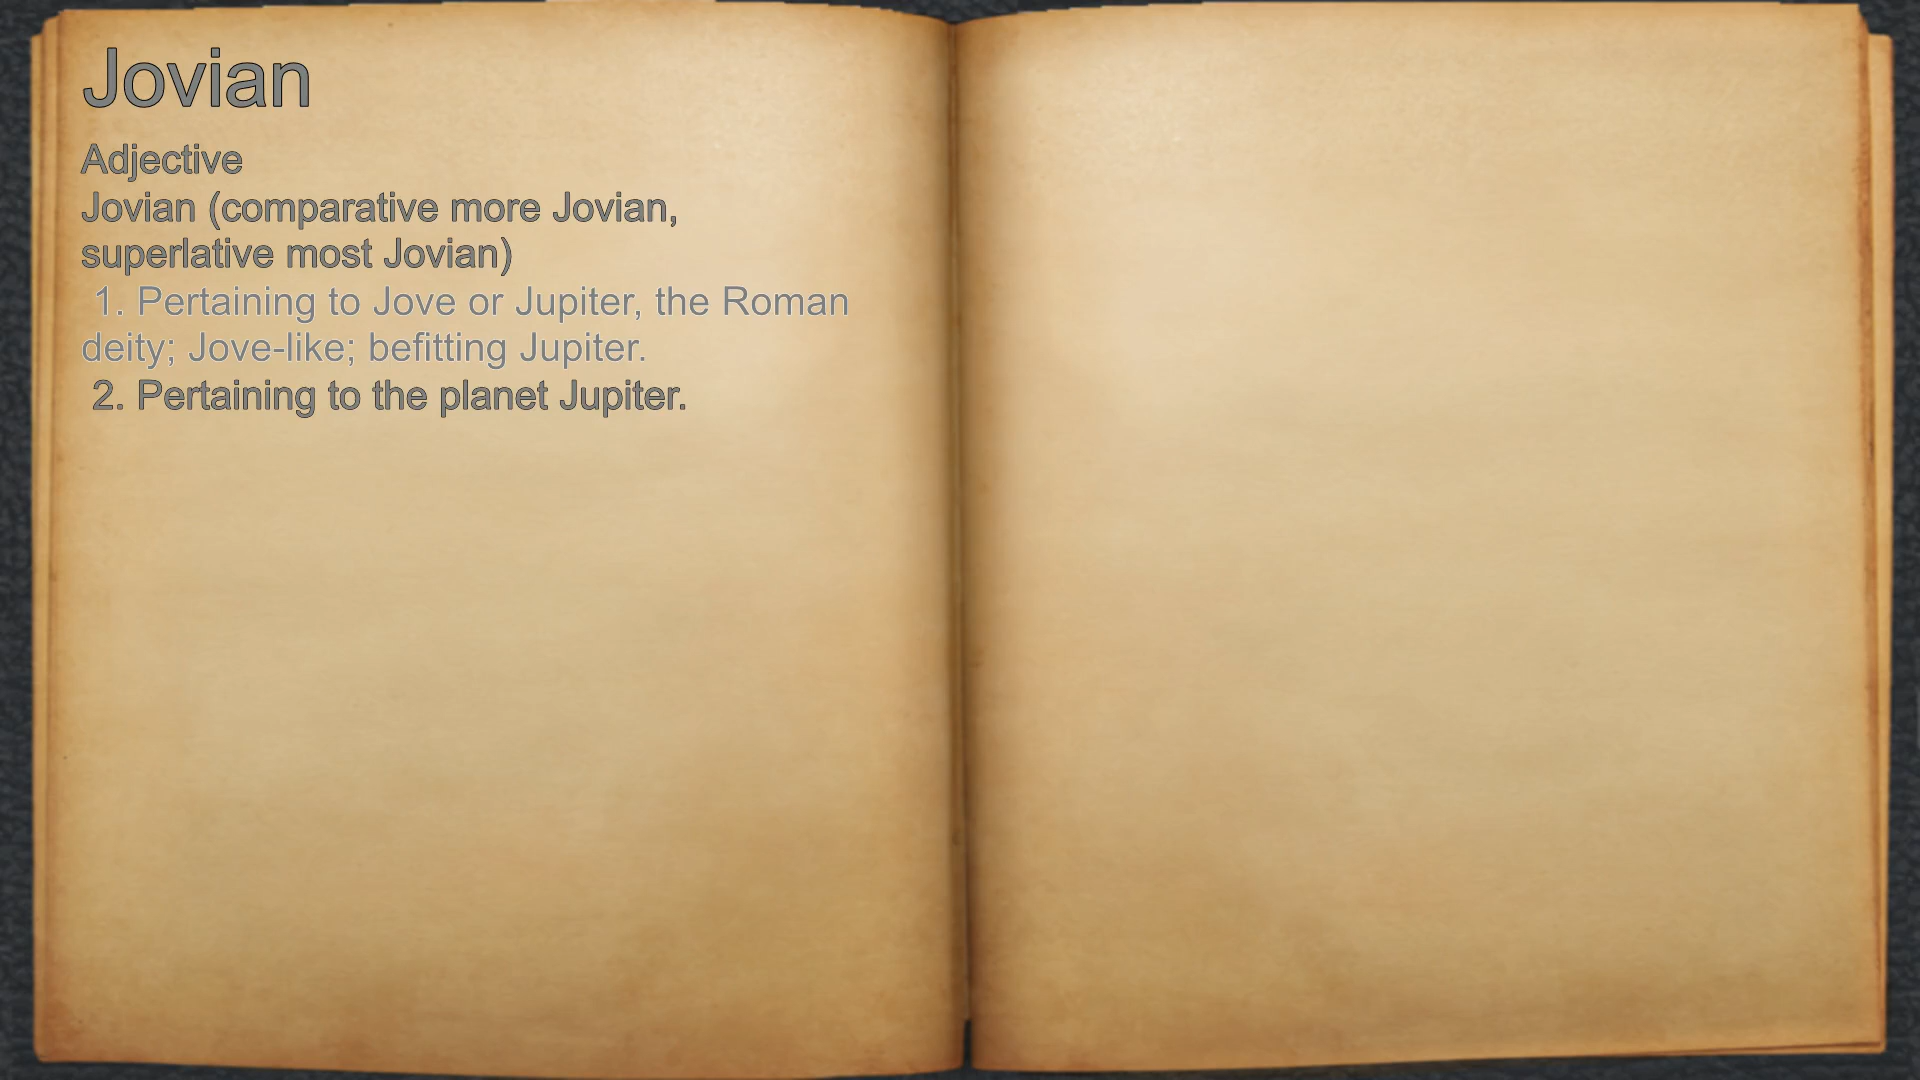 Jovian
Adjective
Jovian (comparative more Jovian,
superlative most Jovian)
1. Pertaining to Jove or Jupiter, the Roman
deity; Jove-like; befitting Jupiter.
2. Pertaining to the planet Jupiter.